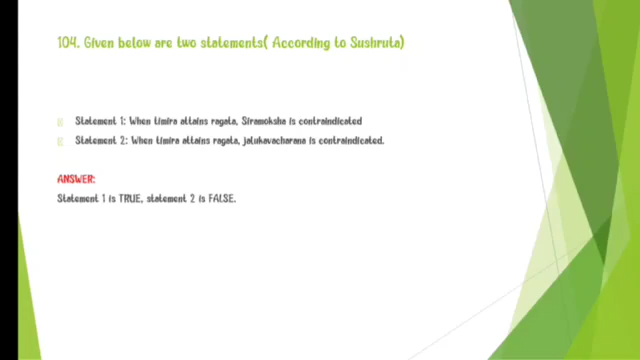 104. Given below are two statements( According to Sushruta)
Statement 1: When timira attains ragata, Siramoksha is contraindicated
Statement 2: When timira attains ragata, jalukavacharana is contraindicated.
ANSWER:
Statement 1 is TRUE, statement 2 is FALSE.